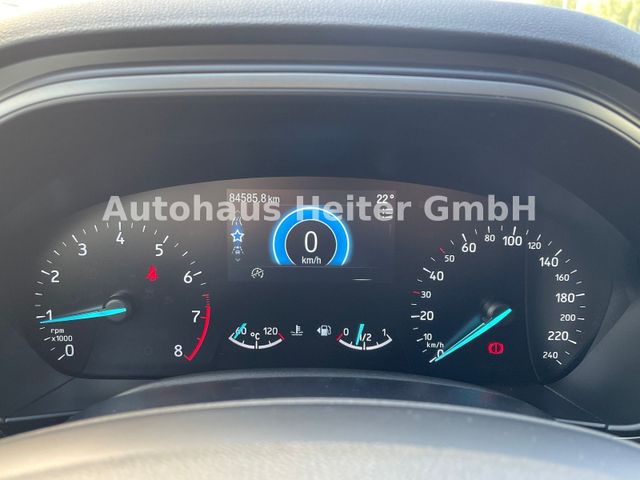 84585,8 km 22°
Autohaus Heiter GmbH
0
km/h
0 1 2 3 4 5 6 7 8
rpm
x1000
60 °C 120
0 1/2 1
0 10 20 30 40 50 60 80 100 120 140 160 180 200 220 240
km/h